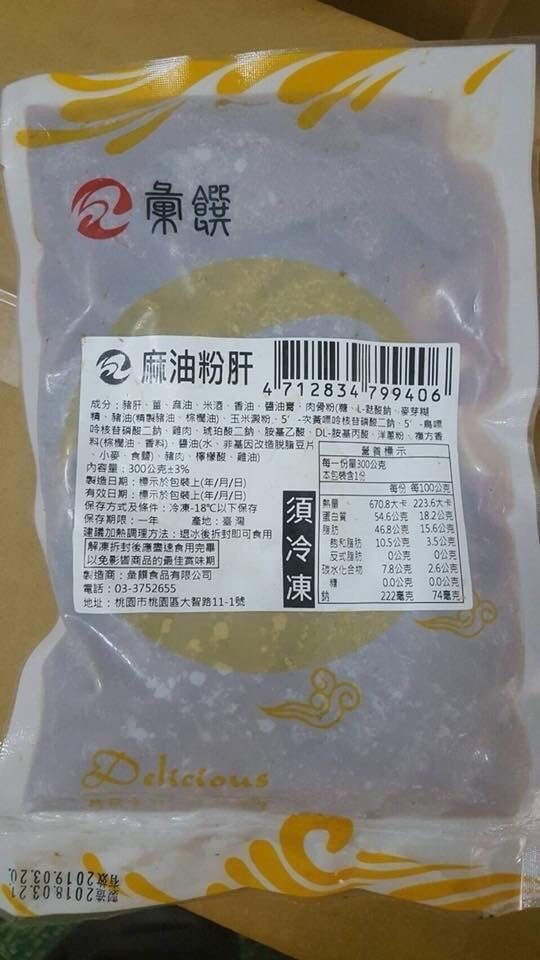 彙饌
麻油粉肝
4 712834 799406
成分：豬肝、薑、麻油、米酒、香油、醬油膏、肉骨粉(糖、L-麩酸鈉、麥芽糊
精、豬油(精製豬油、棕櫚油)、玉米澱粉、5'-次黃嘌呤核苷磷酸二鈉、5'-鳥嘌
呤核苷磷酸二鈉、雞肉、琥珀酸二鈉、胺基乙酸、DL-胺基丙酸、洋蔥粉、複方香
料(棕櫚油、香料)、醬油(水、非基因改造脫脂豆片
、小麥、食鹽)、豬肉、檸檬酸、雞油)
內容量：300公克±3%
製造日期：標示於包裝上(年/月/日)
有效日期：標示於包裝上(年/月/日)
保存方式及條件：冷凍-18℃以下保存
保存期限：一年 產地：臺灣
建議加熱調理方法：退冰後拆封即可食用
解凍拆封後應盡速食用完畢
以免影響商品的最佳賞味期
製造商：彙饌食品有限公司
電話：03-3752655
地址：桃園市桃園區大智路11-1號
須冷凍
營養標示
每一份量300公克
本包裝含1份
每份 每100公克
熱量 670.8大卡 223.6大卡
蛋白質 54.6公克 18.2公克
脂肪 46.8公克 15.6公克
飽和脂肪 10.5公克 3.5公克
反式脂肪 0公克 0公克
碳水化合物 7.8公克 2.6公克
糖 0.0公克 0.0公克
鈉 222毫克 74毫克
Delicious
製造 2018.03.21
有效 2019.03.20